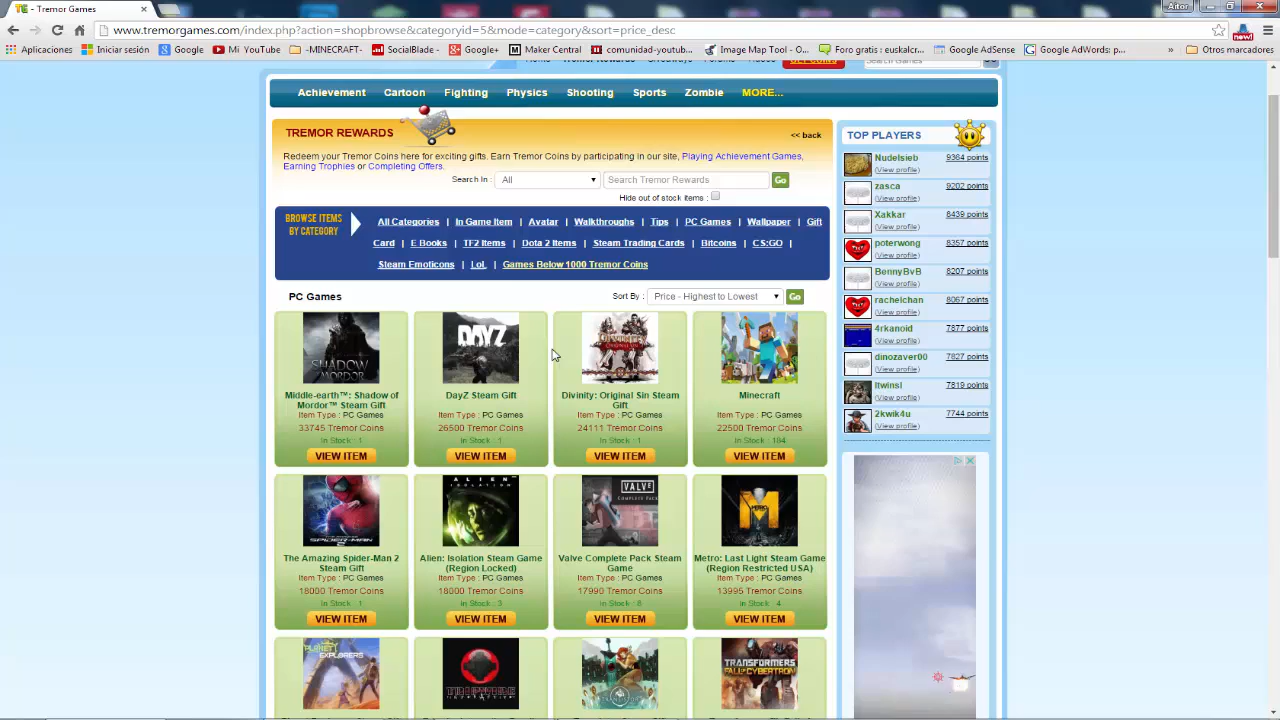 - Tremor Games
Aitor
www.tremorgames.com/index.php?action=shopbrowse&categoryid=5&mode=category&sort=price_desc
Aplicaciones Iniciar sesión Google Mi YouTube -MINECRAFT- SocialBlade - Google+ Motor Medical comunidad-youtub... Image Map Tool - O... Foro gratis : eukalcr... Google AdSense Google AdWords p... » Otros marcadores
Tremor Rewards
Search Games
Achievement Cartoon Fighting Physics Shooting Sports Zombie MORE...
TREMOR REWARDS
<< back
Redeem your Tremor Coins here for exciting gifts. Earn Tremor Coins by participating in our site, Playing Achievement Games,
Earning Trophies or Completing Offers.
Search In : All Search Tremor Rewards Go
Hide out of stock items :
BROWSE ITEMS
BY CATEGORY
All Categories | In Game Item | Avatar | Walkthroughs | Tips | PC Games | Wallpaper | Gift
Card | E Books | TF2 Items | Dota 2 Items | Steam Trading Cards | Bitcoins | CS:GO |
Steam Emoticons | LoL | Games Below 1000 Tremor Coins
PC Games
Sort By : Price - Highest to Lowest Go
SHADOW
MORDOR
Middle-earth™: Shadow of
Mordor™ Steam Gift
Item Type : PC Games
33745 Tremor Coins
In Stock : 1
VIEW ITEM
DAYZ
DayZ Steam Gift
Item Type : PC Games
26500 Tremor Coins
In Stock : 1
VIEW ITEM
Divinity: Original Sin Steam
Gift
Item Type : PC Games
24111 Tremor Coins
In Stock : 1
VIEW ITEM
Minecraft
Item Type : PC Games
22500 Tremor Coins
In Stock : 184
VIEW ITEM
SPIDER-MAN
The Amazing Spider-Man 2
Steam Gift
Item Type : PC Games
18000 Tremor Coins
In Stock : 1
VIEW ITEM
ALIEN
ISOLATION
Alien: Isolation Steam Game
(Region Locked)
Item Type : PC Games
18000 Tremor Coins
In Stock : 3
VIEW ITEM
VALVE
COMPLETE PACK
Valve Complete Pack Steam
Game
Item Type : PC Games
17990 Tremor Coins
In Stock : 8
VIEW ITEM
METRO
Metro: Last Light Steam Game
(Region Restricted USA)
Item Type : PC Games
13995 Tremor Coins
In Stock : 4
VIEW ITEM
PLANET
EXPLORERS
TRANSISTOR
TRANSFORMERS
FALL OF CYBERTRON
TOP PLAYERS
Nudelsieb 9364 points
(View profile)
zasca 9202 points
(View profile)
Xakkar 8439 points
(View profile)
poterwong 8357 points
(View profile)
BennyBvB 8207 points
(View profile)
rachelchan 8067 points
(View profile)
4rkanoid 7877 points
(View profile)
dinozaver00 7827 points
(View profile)
ltwinsl 7819 points
(View profile)
2kwik4u 7744 points
(View profile)